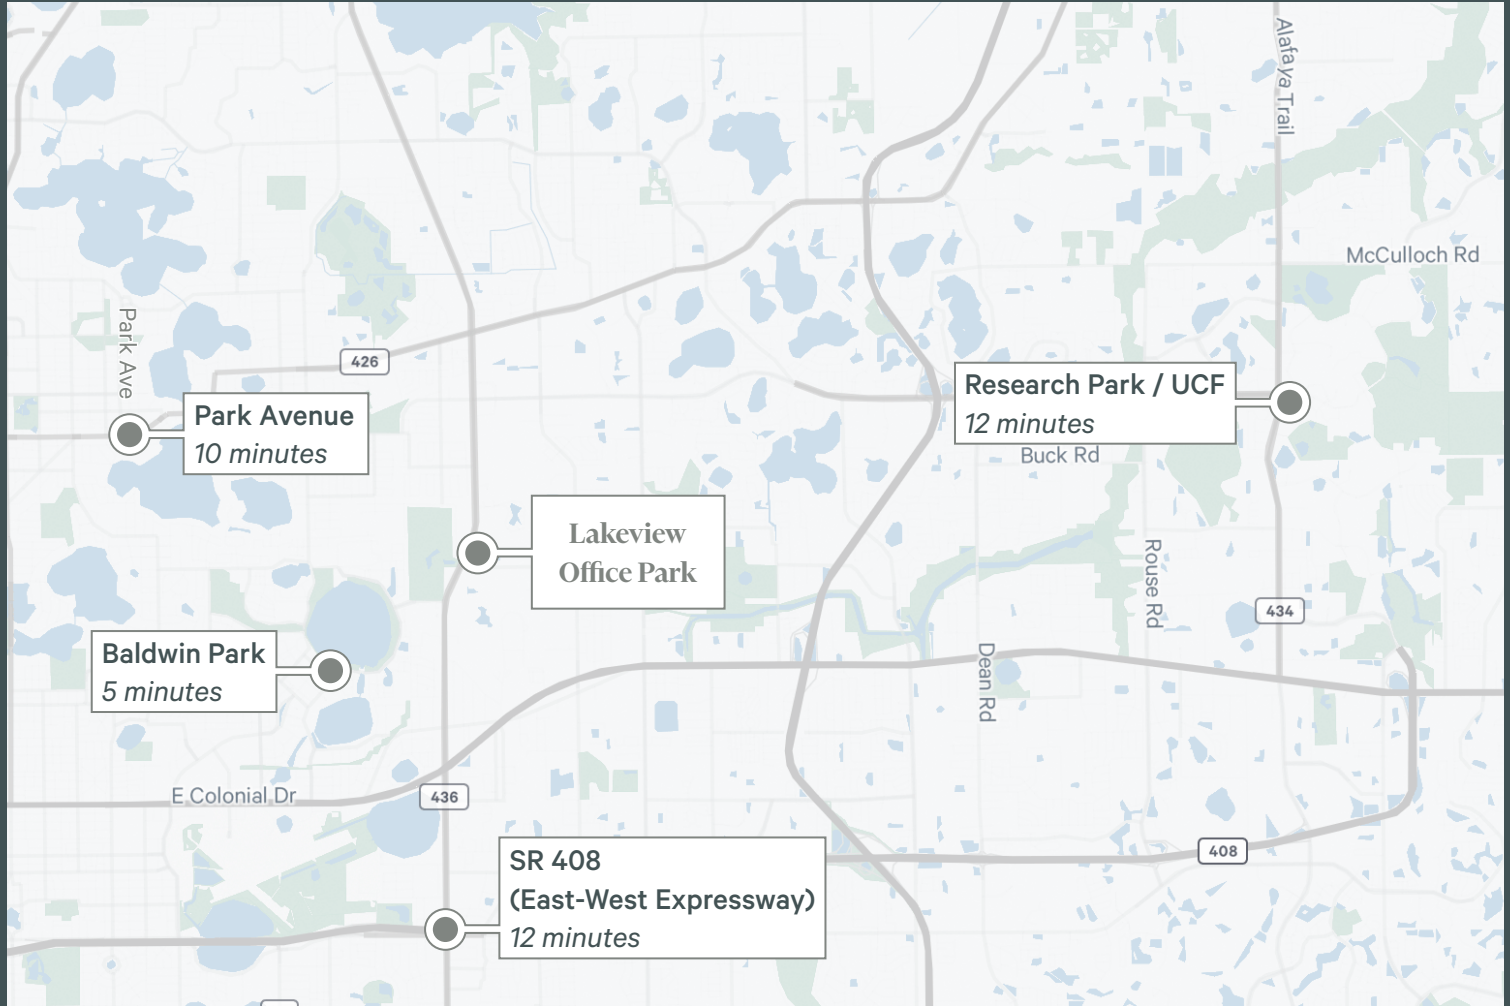 Alafaya Trail
McCulloch Rd
Park Ave
426
Park Avenue
10 minutes
Research Park / UCF
12 minutes
Buck Rd
Lakeview
Office Park
Rouse Rd
434
Baldwin Park
5 minutes
Dean Rd
E Colonial Dr
436
SR 408
(East-West Expressway)
12 minutes
408